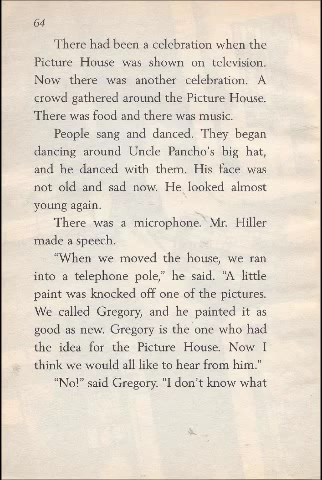 64
There had been a celebration when the
Picture House was shown on television.
Now there was another celebration. A
crowd gathered around the Picture House.
There was food and there was music.
People sang and danced. They began
dancing around Uncle Pancho's big hat,
and he danced with them. His face was
not old and sad now. He looked almost
young again.
There was a microphone. Mr. Hiller
made a speech.
"When we moved the house, we ran
into a telephone pole," he said. "A little
paint was knocked off one of the pictures.
We called Gregory, and he painted it as
good as new. Gregory is the one who had
the idea for the Picture House. Now I
think we would all like to hear from him."
"No!" said Gregory. "I don't know what